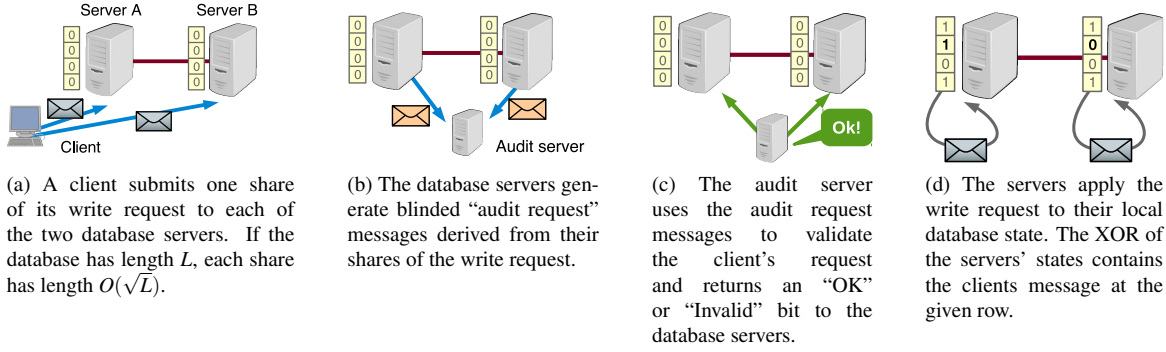 Server A
Server B
0
0
0
0
0
0
0
0
Client
(a) A client submits one share
of its write request to each of
the two database servers. If the
database has length L, each share
has length O(√L).
0
0
0
0
0
0
0
0
Audit server
(b) The database servers gen-
erate blinded “audit request”
messages derived from their
shares of the write request.
0
0
0
0
0
0
0
0
Ok!
(c) The audit server
uses the audit request
messages to validate
the client’s request
and returns an “OK”
or “Invalid” bit to the
database servers.
1
1
0
1
1
0
0
1
(d) The servers apply the
write request to their local
database state. The XOR of
the servers’ states contains
the clients message at the
given row.